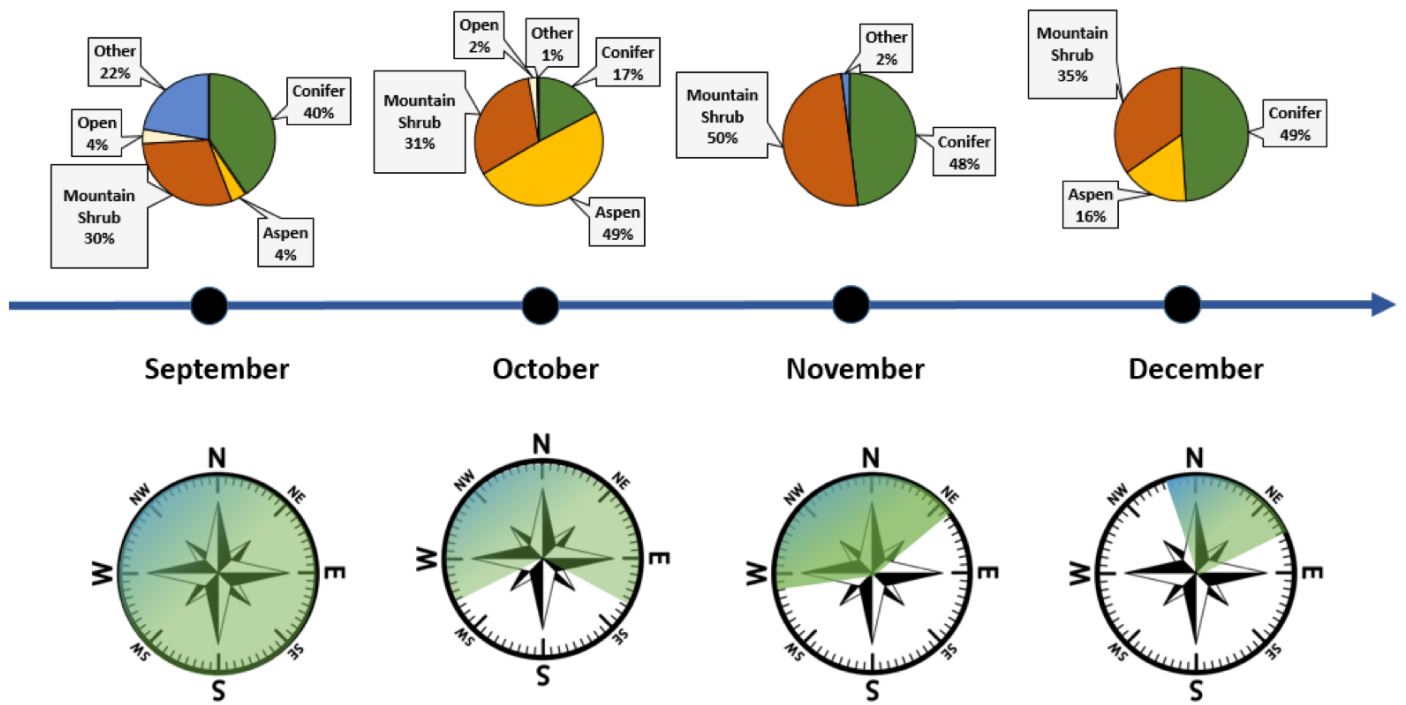 Other
22%
Conifer
40%
Open
4%
Mountain
Shrub
30%
Aspen
4%
Open
2%
Other
1%
Conifer
17%
Mountain
Shrub
31%
Aspen
49%
Other
2%
Mountain
Shrub
50%
Conifer
48%
Mountain
Shrub
35%
Conifer
49%
Aspen
16%
September
October
November
December
N
NW
NE
W
E
SW
SE
S
N
NW
NE
W
E
SW
SE
S
N
NW
NE
W
E
SW
SE
S
N
NW
NE
W
E
SW
SE
S